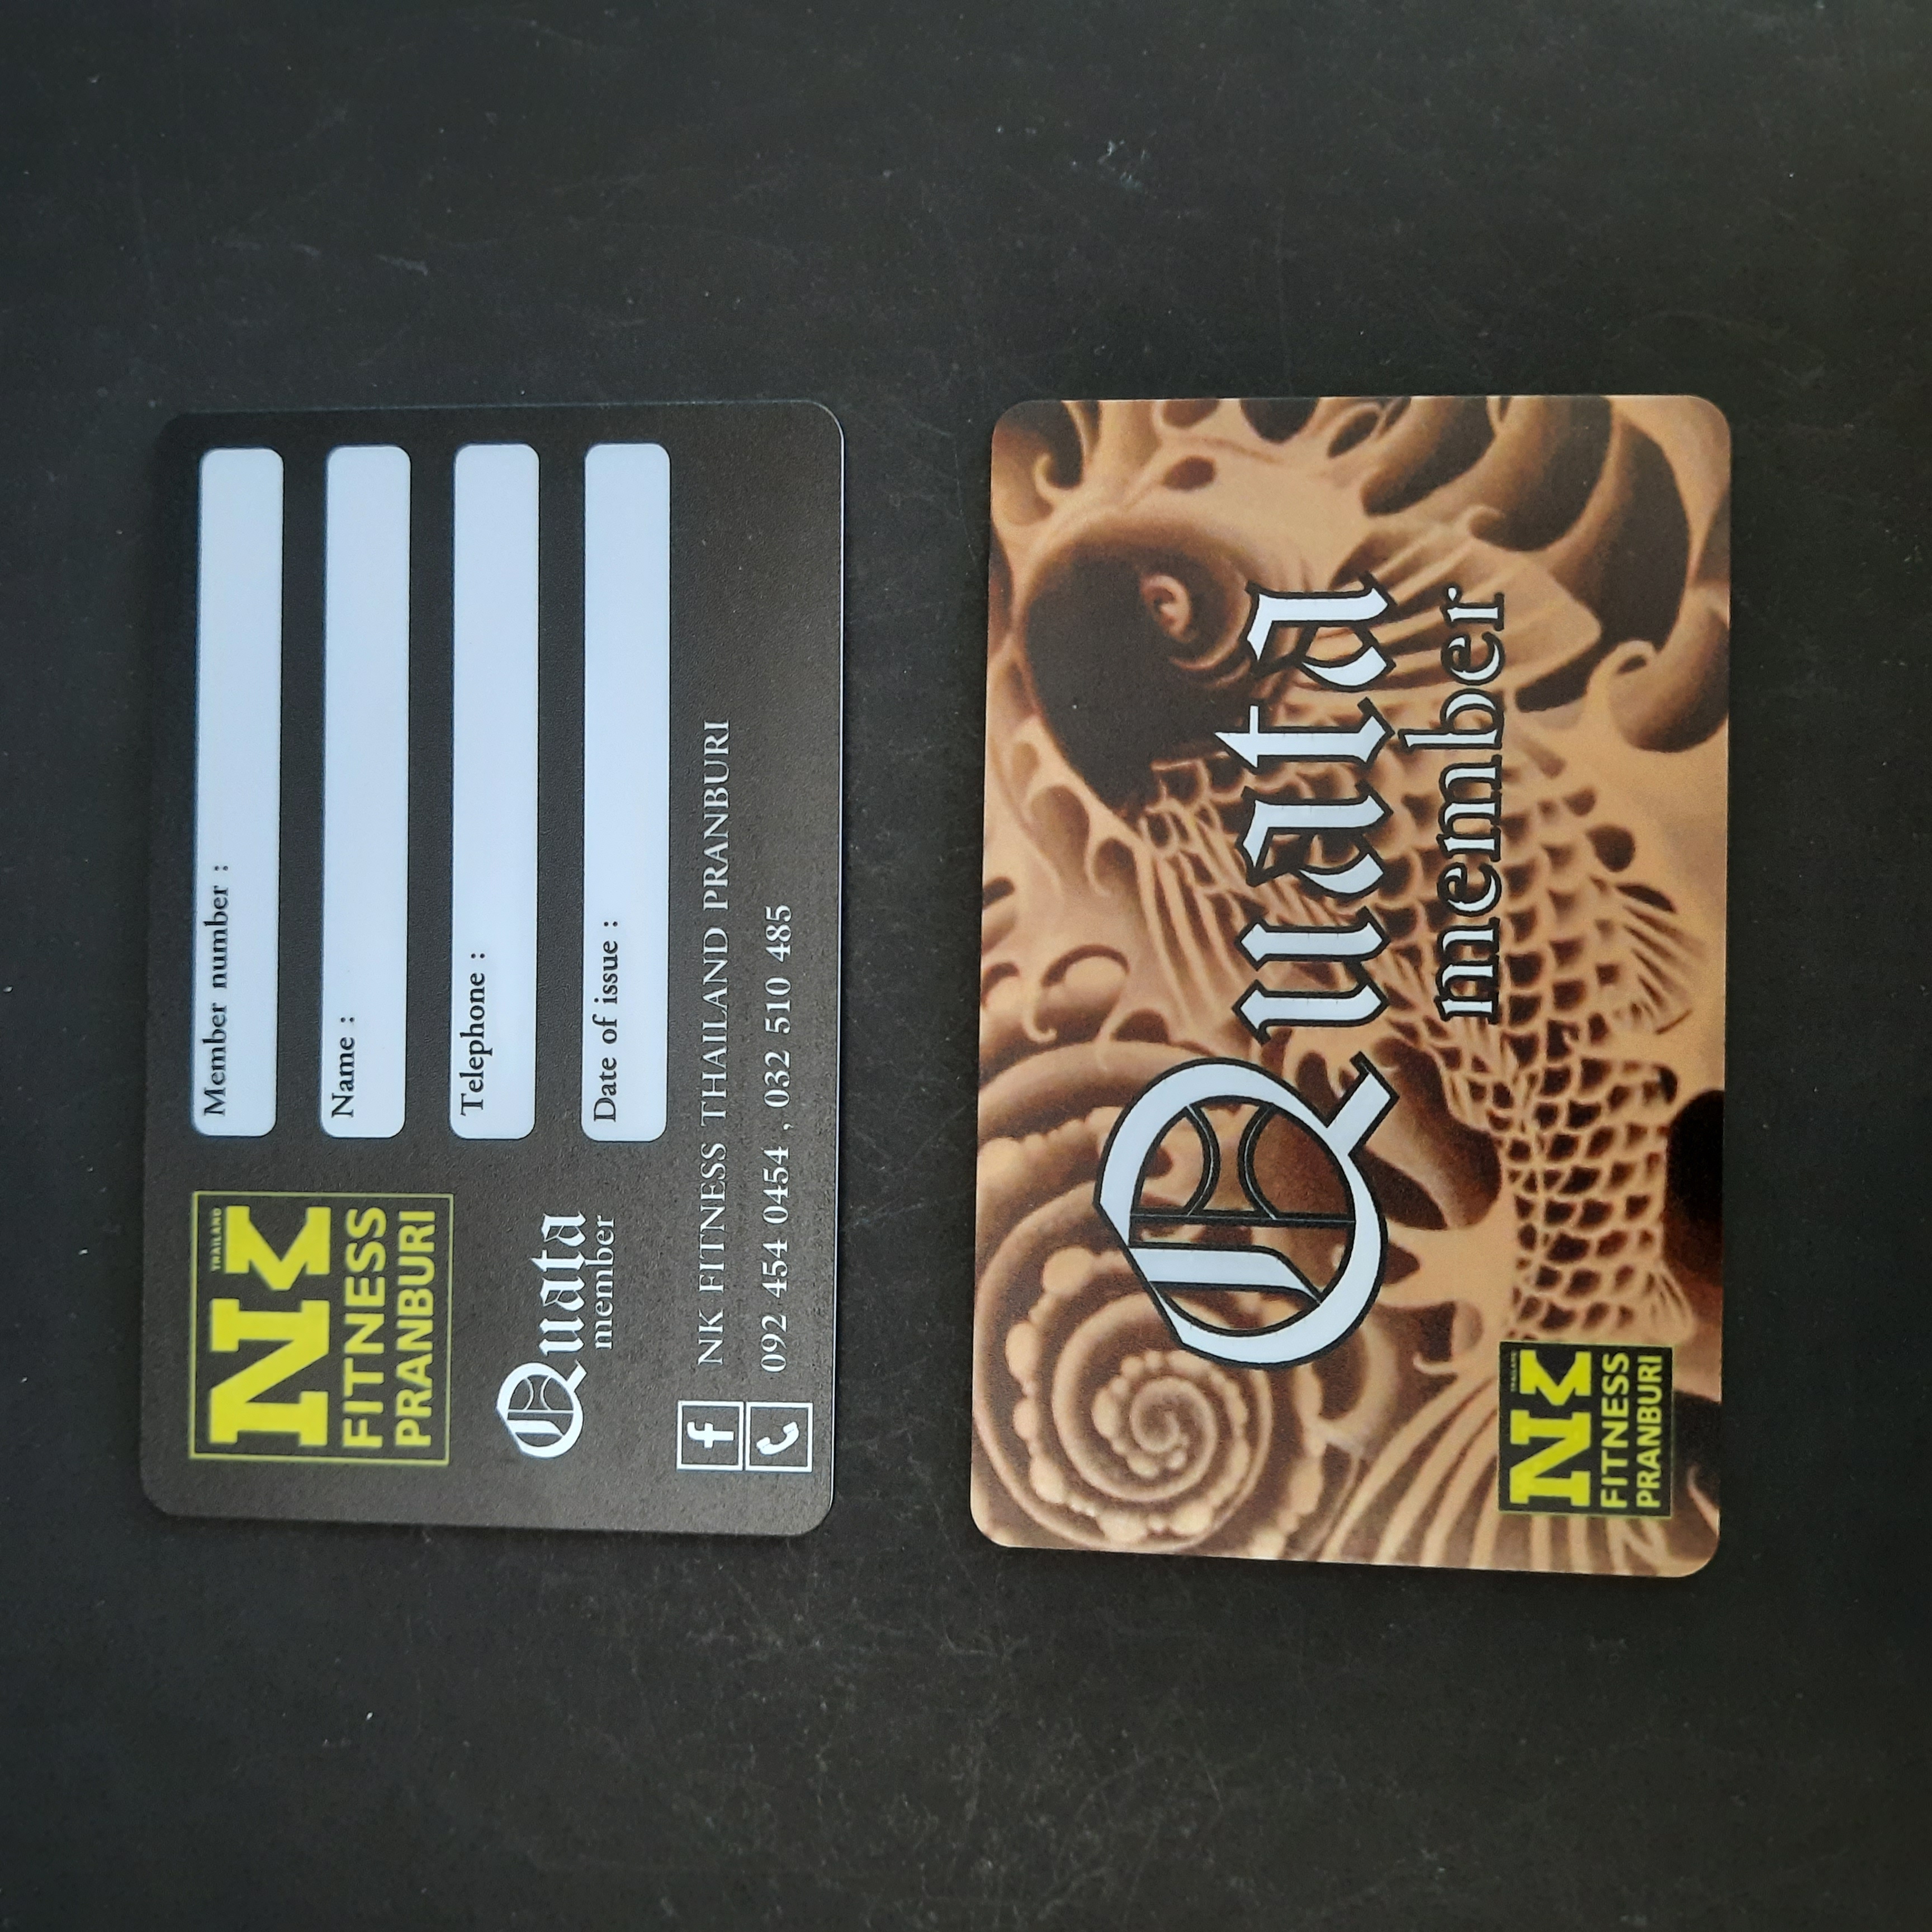 NK
THAILAND
FITNESS
PRANBURI
Quata
member
Member number :
Name :
Telephone :
Date of issue :
f NK FITNESS THAILAND PRANBURI
092 454 0454 , 032 510 485
Quata
member
NK
THAILAND
FITNESS
PRANBURI